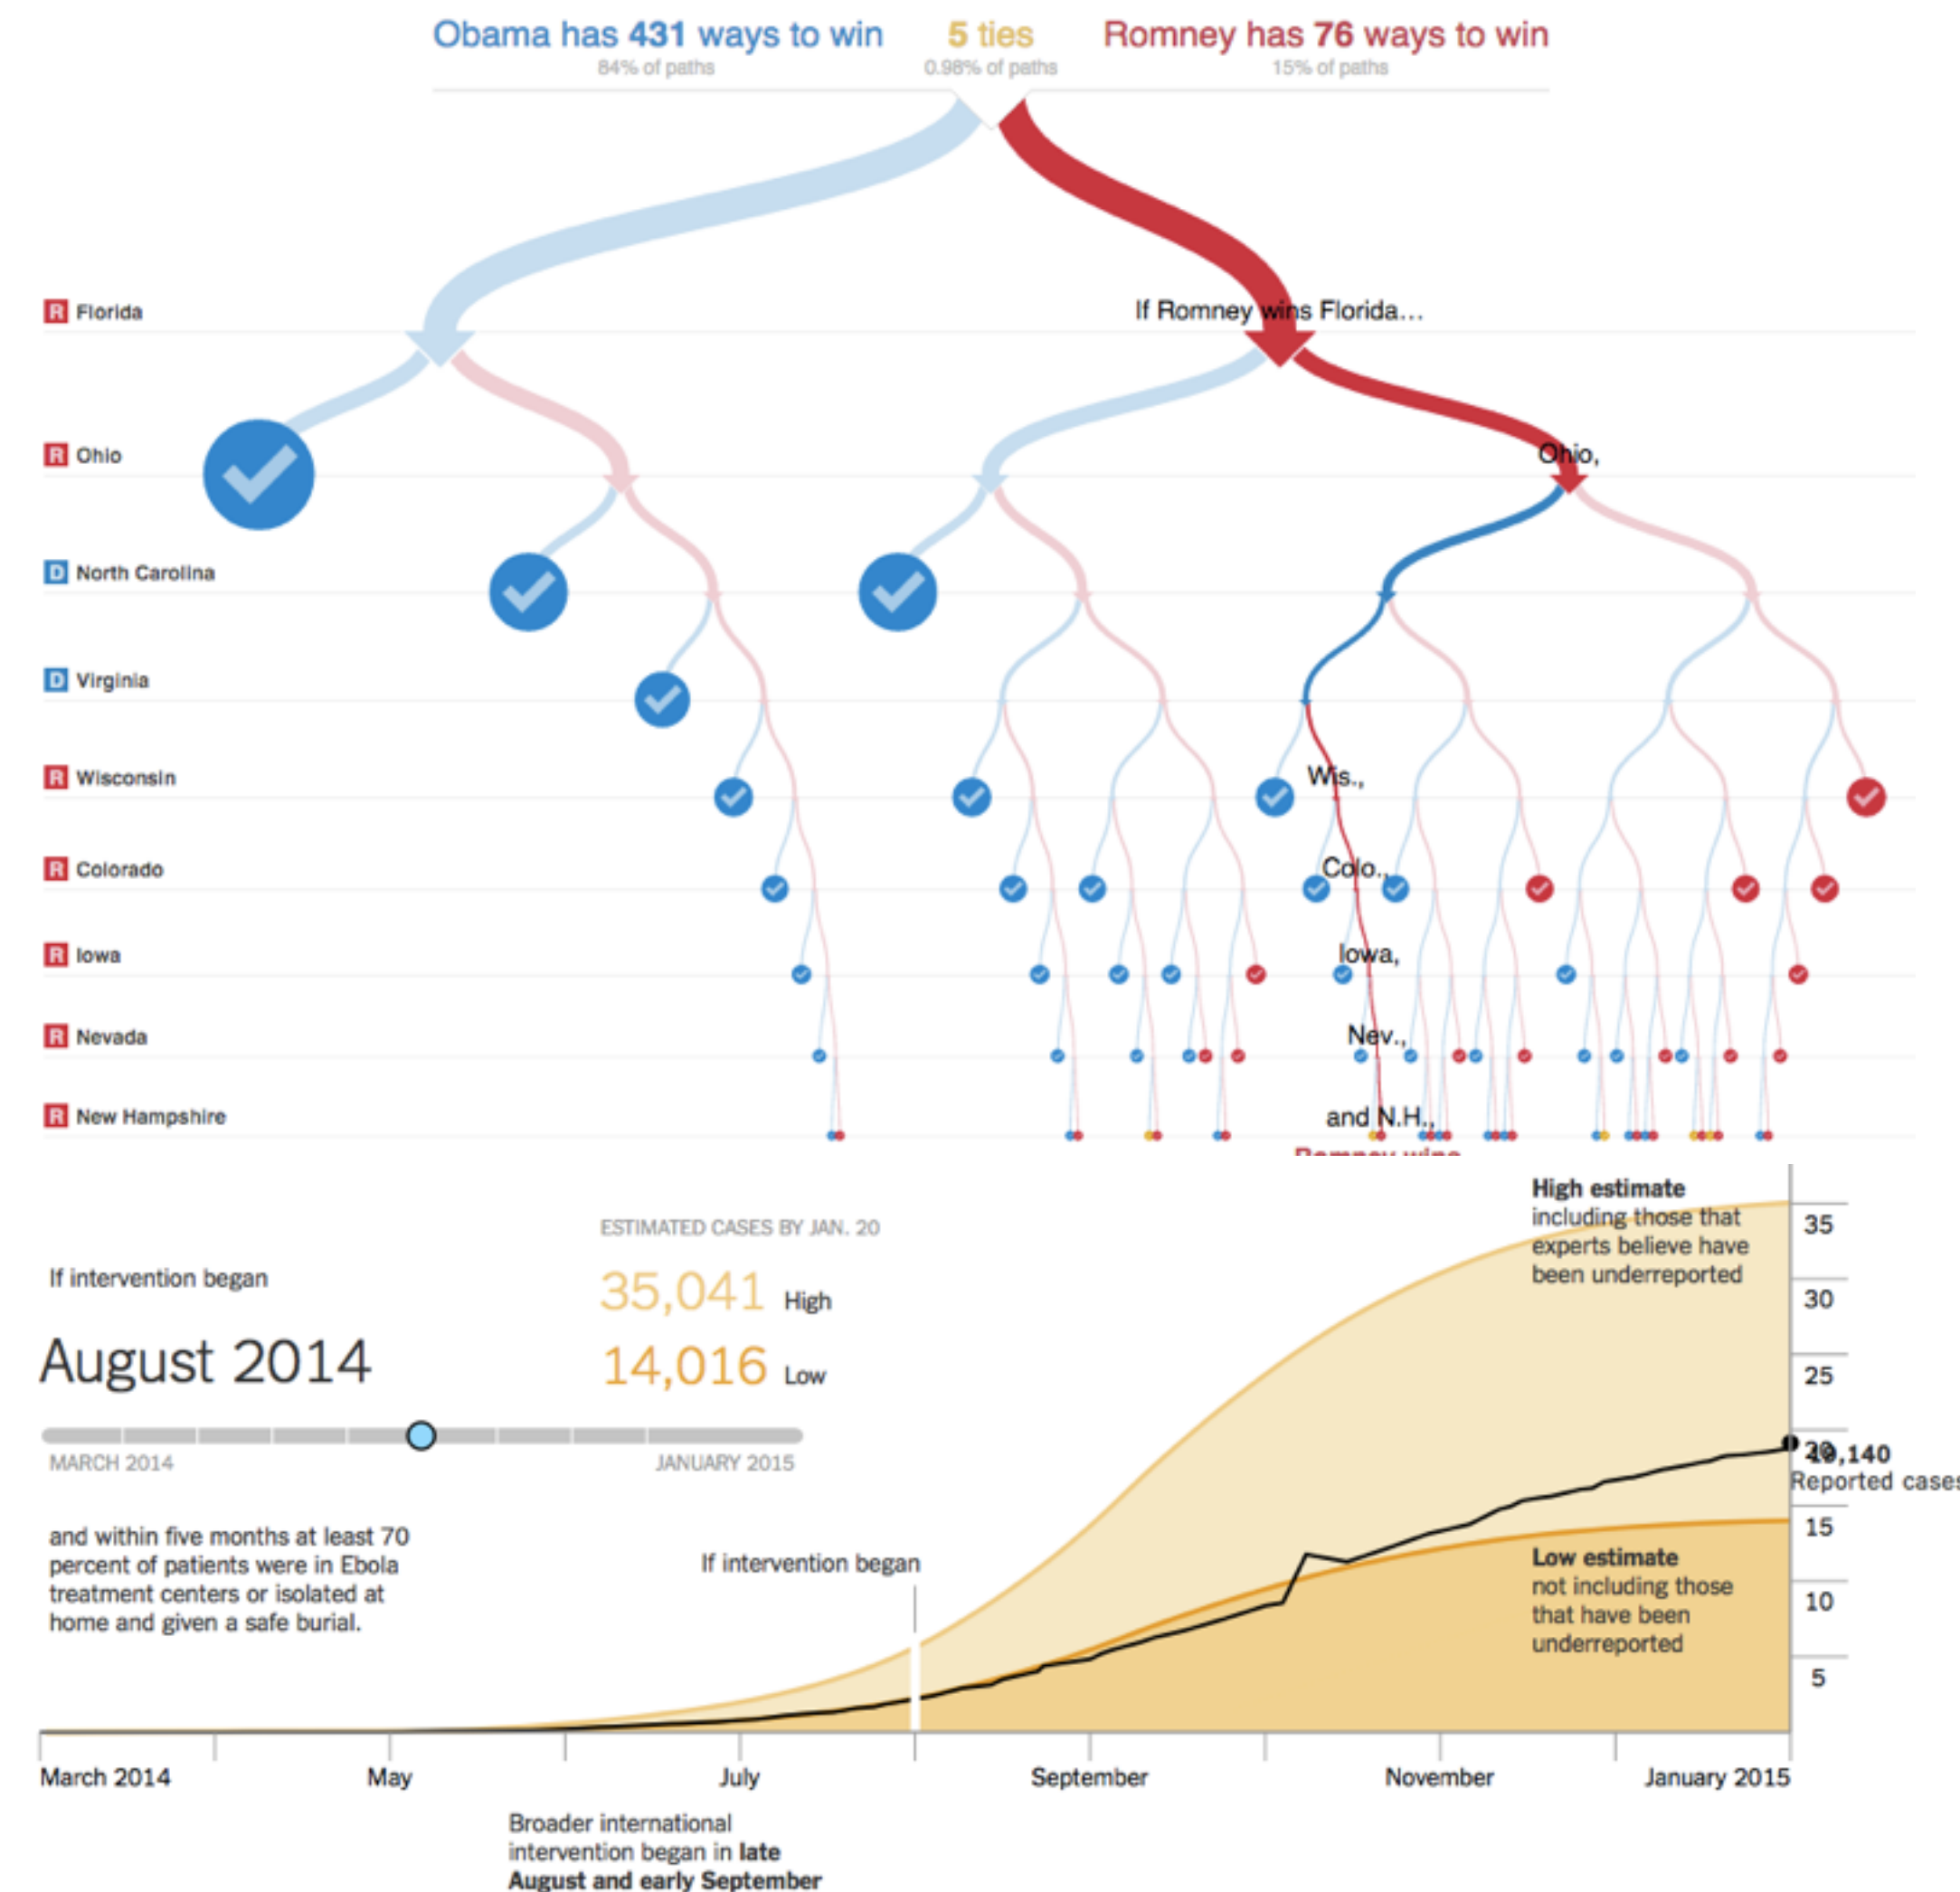 Obama has 431 ways to win
84% of paths
5 ties
0.98% of paths
Romney has 76 ways to win
15% of paths
R Florida
If Romney wins Florida...
R Ohio
Ohio,
D North Carolina
D Virginia
R Wisconsin
Wis.,
R Colorado
Colo.,
R Iowa
Iowa,
R Nevada
Nev.,
R New Hampshire
and N.H.,
Romney wins
If intervention began
August 2014
MARCH 2014
JANUARY 2015
and within five months at least 70
percent of patients were in Ebola
treatment centers or isolated at
home and given a safe burial.
ESTIMATED CASES BY JAN. 20
35,041 High
14,016 Low
If intervention began
High estimate
including those that
experts believe have
been underreported
Low estimate
not including those
that have been
underreported
35
30
25
20
19,140
Reported cases
15
10
5
March 2014
May
July
September
November
January 2015
Broader international
intervention began in late
August and early September